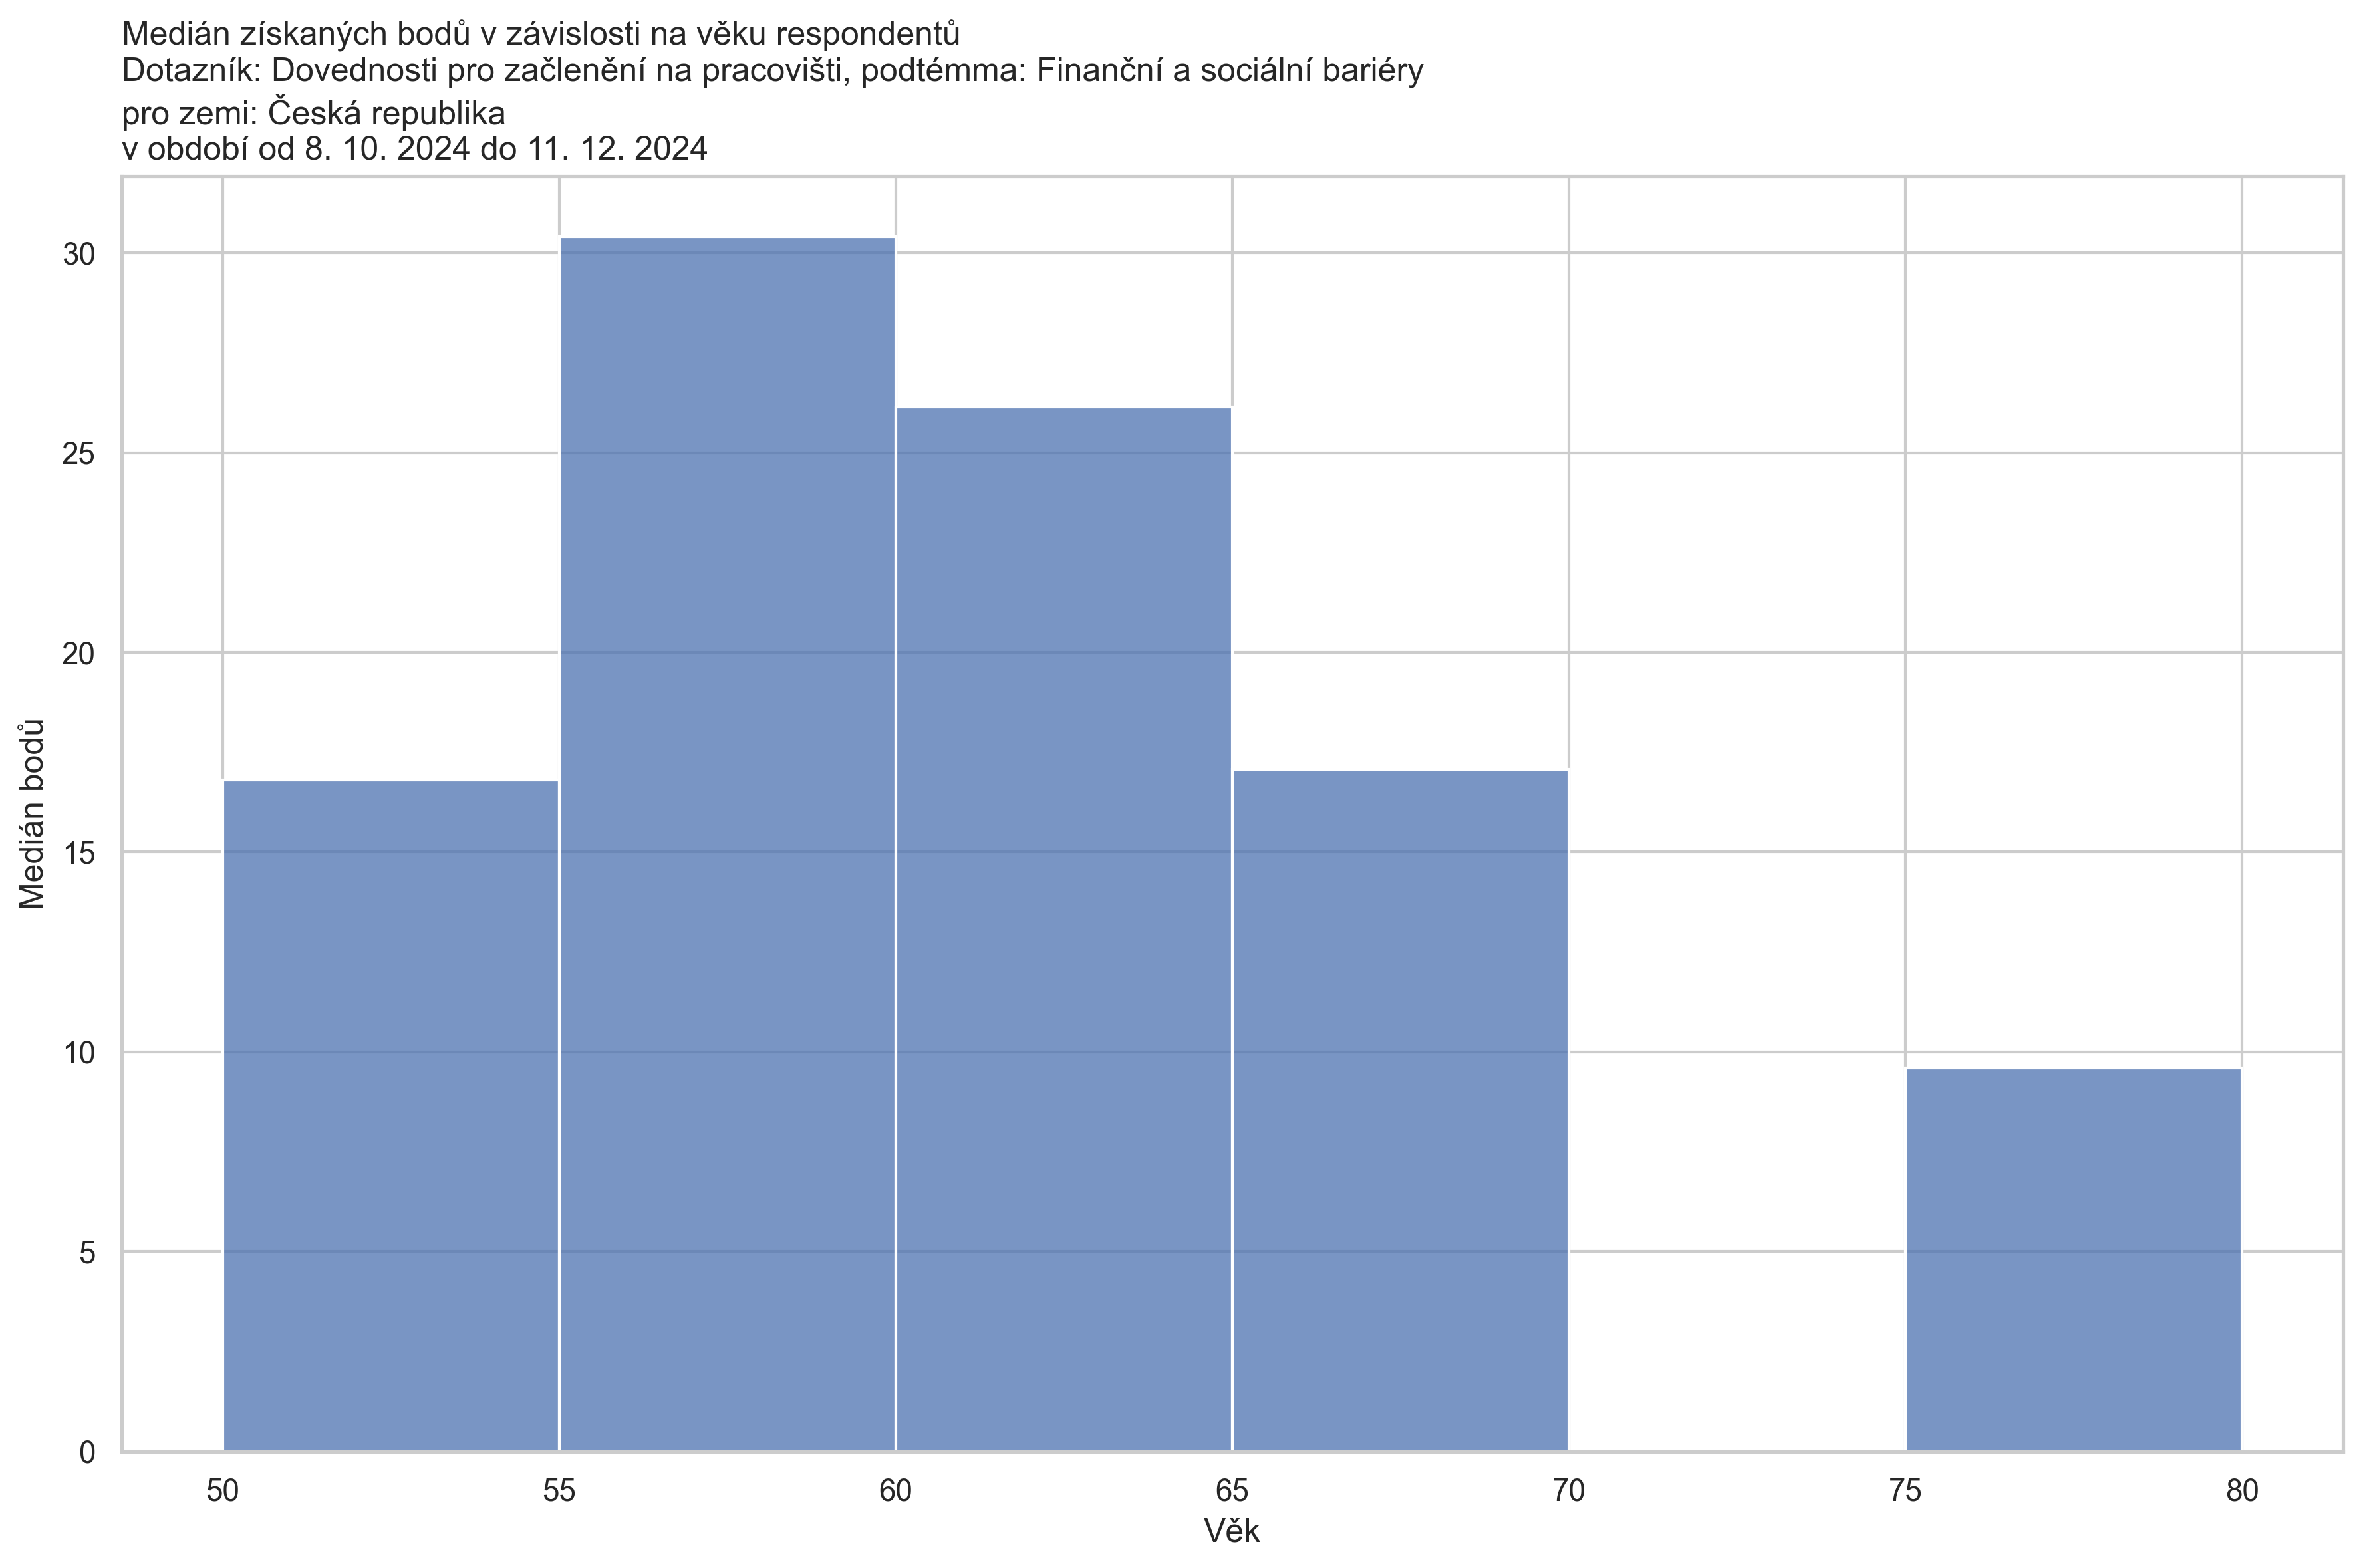 Medián získaných bodů v závislosti na věku respondentů
Dotazník: Dovednosti pro začlenění na pracovišti, podtémma: Finanční a sociální bariéry
pro zemi: Česká republika
v období od 8. 10. 2024 do 11. 12. 2024
30
25
20
15
10
5
0
Medián bodů
50 55 60 65 70 75 80
Věk